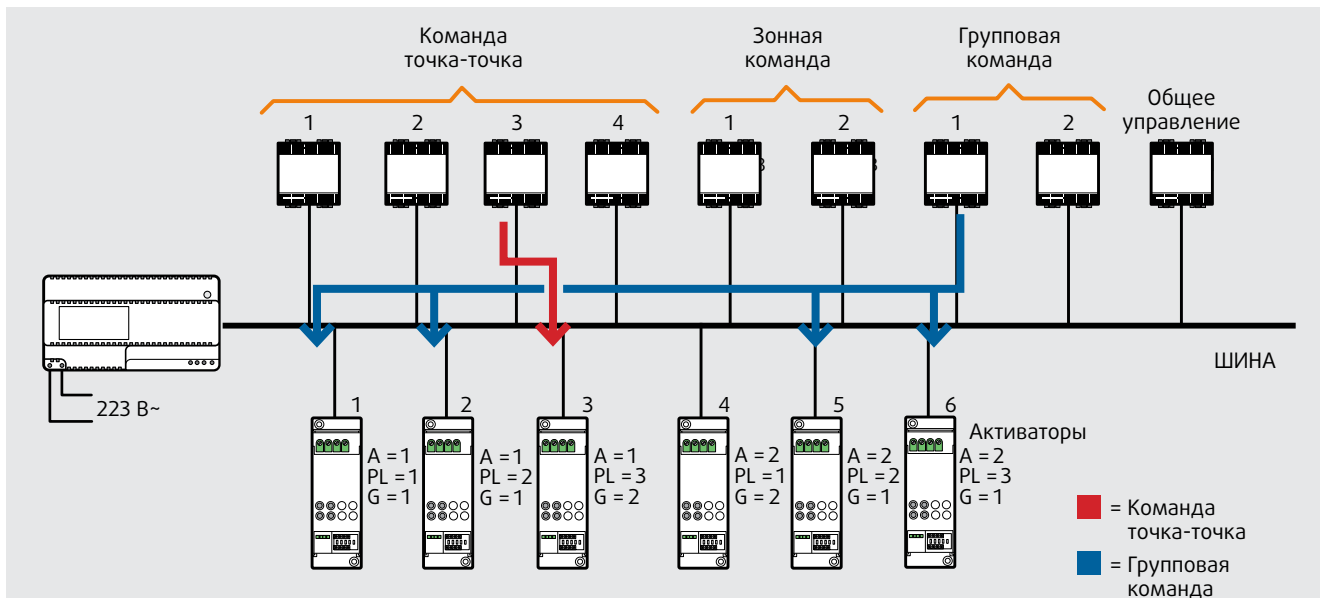 Команда
точка-точка
Зонная
команда
Групповая
команда
Общее
управление
1
2
3
4
1
2
1
2
223 В~
ШИНА
1
2
3
4
5
6
Активаторы
A =1
PL =1
G =1
A =1
PL =2
G =1
A =1
PL =3
G =2
A =2
PL =1
G =2
A =2
PL =2
G =1
A =2
PL =3
G =1
= Команда
точка-точка
= Групповая
команда